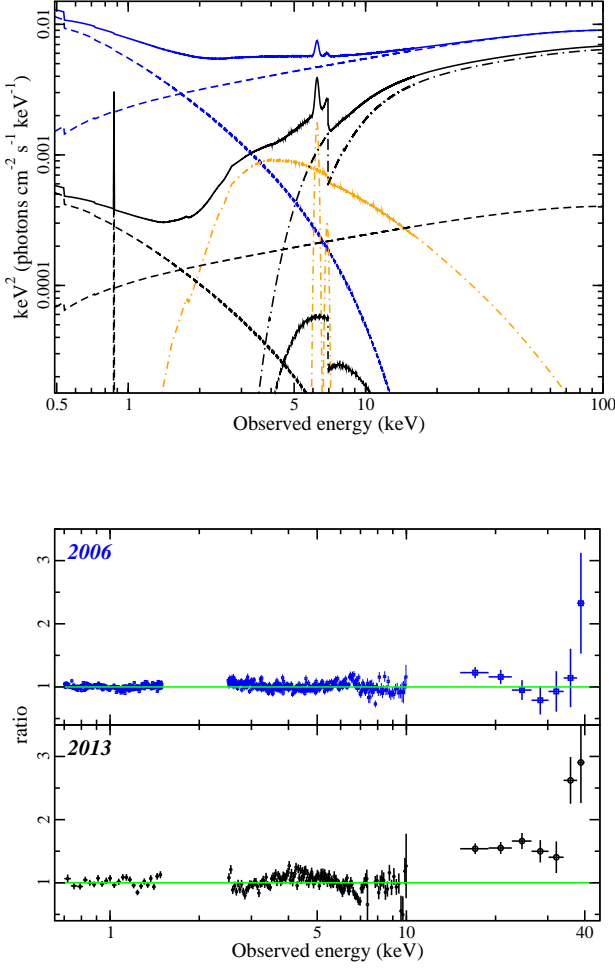 0.01
0.001
0.0001
keV² (photons cm⁻² s⁻¹ keV⁻¹)
0.5 1 5 10 100
Observed energy (keV)
2006
3
2
1
2013
3
2
1
ratio
1 5 10 40
Observed energy (keV)